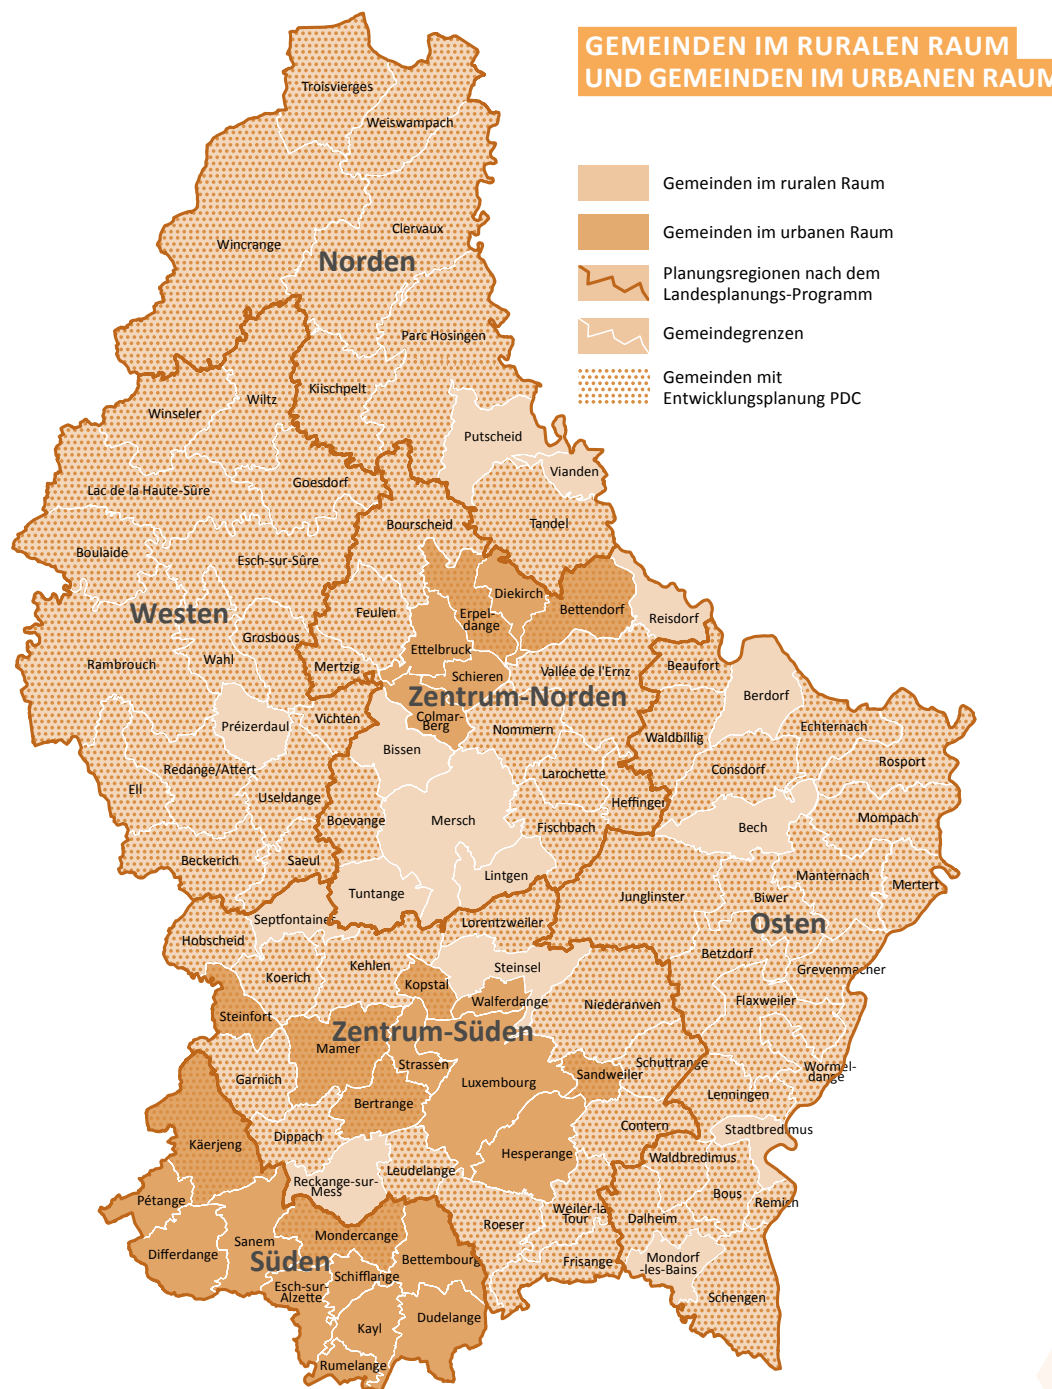 GEMEINDEN IM RURALEN RAUM
UND GEMEINDEN IM URBANEN RAUM
Gemeinden im ruralen Raum
Gemeinden im urbanen Raum
Planungsregionen nach dem
Landesplanungs-Programm
Gemeindegrenzen
Gemeinden mit
Entwicklungsplanung PDC
Troisvierges
Weiswampach
Clervaux
Wincrange
Norden
Parc Hosingen
Kiischpelt
Wiltz
Winseler
Putscheid
Vianden
Goesdorf
Lac de la Haute-Sûre
Tandel
Bourscheid
Boulaide
Esch-sur-Sûre
Diekirch
Bettendorf
Feulen
Erpel-
dange
Reisdorf
Westen
Grosbous
Ettelbruck
Wahl
Rambrouch
Mertzig
Schieren
Vallée de l'Ernz
Beaufort
Zentrum-Norden
Berdorf
Colmar-
Berg
Vichten
Préizerdaul
Nommern
Echternach
Waldbillig
Bissen
Rosport
Redange/Attert
Larochette
Consdorf
Ell
Useldange
Heffingen
Boevange
Mersch
Fischbach
Bech
Mompach
Beckerich
Saeul
Lintgen
Manternach
Mertert
Tuntange
Junglinster
Biwer
Septfontaines
Lorentzweiler
Osten
Hobscheid
Betzdorf
Kehlen
Steinsel
Grevenmacher
Koerich
Kopstal
Walferdange
Niederanven
Flaxweiler
Steinfort
Zentrum-Süden
Mamer
Strassen
Schuttrange
Wormel-
dange
Sandweiler
Garnich
Luxembourg
Lenningen
Bertrange
Contern
Stadtbredimus
Dippach
Käerjeng
Hesperange
Waldbredimus
Leudelange
Reckange-sur-
Mess
Bous
Remich
Pétange
Weiler-la-
Tour
Dalheim
Roeser
Mondercange
Sanem
Differdange
Süden
Bettembourg
Frisange
Mondorf
-les-Bains
Schifflange
Esch-sur-
Alzette
Schengen
Dudelange
Kayl
Rumelange